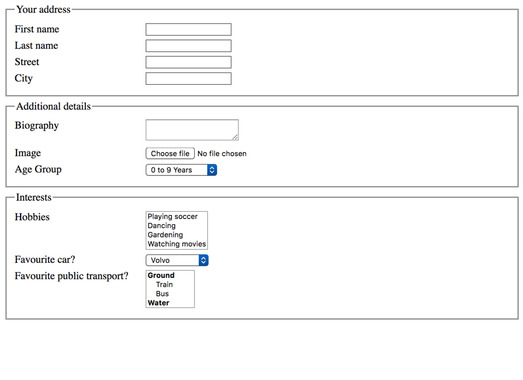 Your address
First name
Last name
Street
City
Additional details
Biography
Image Choose file No file chosen
Age Group 0 to 9 Years
Interests
Hobbies Playing soccer
Dancing
Gardening
Watching movies
Favourite car? Volvo
Favourite public transport? Ground
Train
Bus
Water